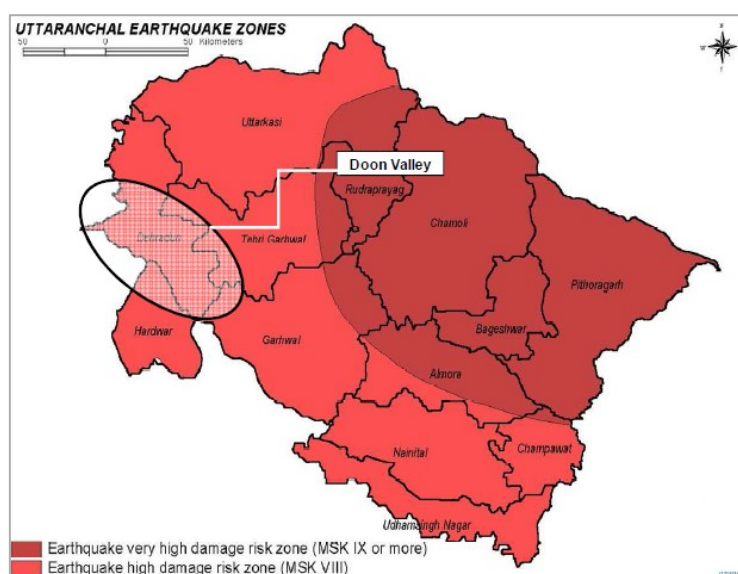 UTTARANCHAL EARTHQUAKE ZONES
50 0 50 Kilometers
N
W
Uttarkasi
Doon Valley
Rudraprayag
Chamoli
Dehradun
Tehri Garhwal
Pithoragarh
Hardwar
Garhwal
Bageshwar
Almora
Nainital
Champawat
Udhamsingh Nagar
Earthquake very high damage risk zone (MSK IX or more)
Earthquake high damage risk zone (MSK VIII)